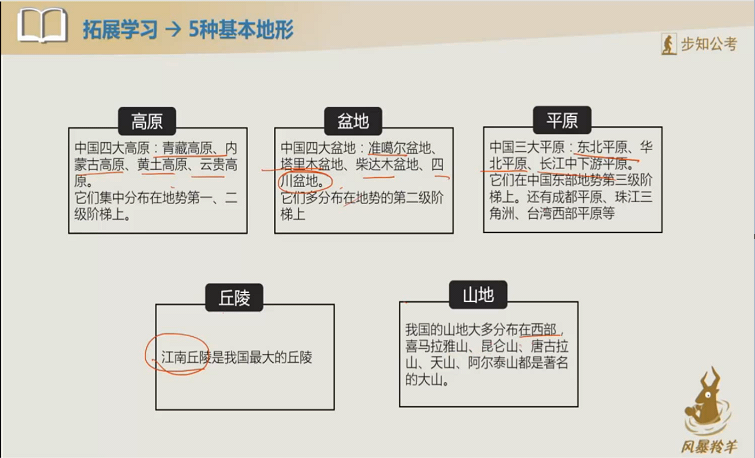 拓展学习 → 5种基本地形
步知公考
高原
中国四大高原：青藏高原、内
蒙古高原、黄土高原、云贵高
原。
它们集中分布在地势第一、二
级阶梯上。
盆地
中国四大盆地：准噶尔盆地、
塔里木盆地、柴达木盆地、四
川盆地。
它们多分布在地势的第二级阶
梯上
平原
中国三大平原：东北平原、华
北平原、长江中下游平原。
它们在中国东部地势第三级阶
梯上。还有成都平原、珠江三
角洲、台湾西部平原等
丘陵
江南丘陵是我国最大的丘陵
山地
我国的山地大多分布在西部，
喜马拉雅山、昆仑山、唐古拉
山、天山、阿尔泰山都是著名
的大山。
风暴羚羊